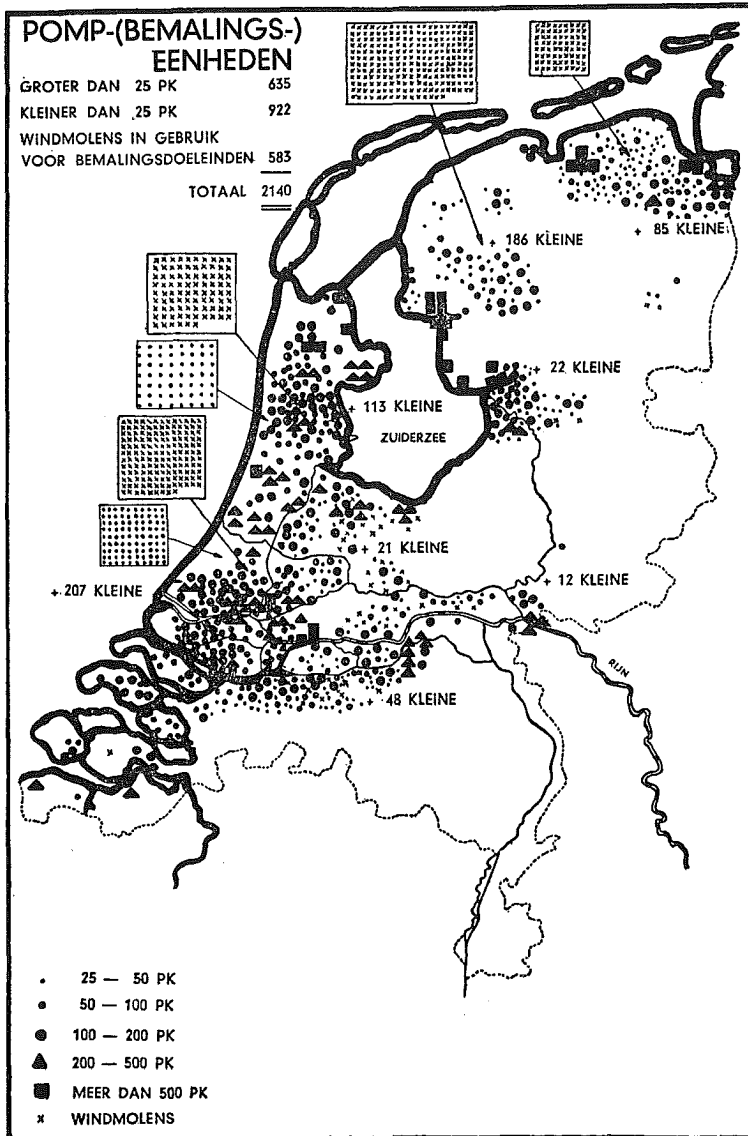 POMP-(BEMALINGS-)
EENHEDEN
GROTER DAN 25 PK 635
KLEINER DAN 25 PK 922
WINDMOLENS IN GEBRUIK
VOOR BEMALINGSDOELEINDEN 583
TOTAAL 2140
+ 186 KLEINE
+ 85 KLEINE
+ 22 KLEINE
+ 113 KLEINE
ZUIDERZEE
+ 21 KLEINE
+ 207 KLEINE
+ 12 KLEINE
RIJN
+ 48 KLEINE
25 — 50 PK
50 — 100 PK
100 — 200 PK
200 — 500 PK
MEER DAN 500 PK
x WINDMOLENS